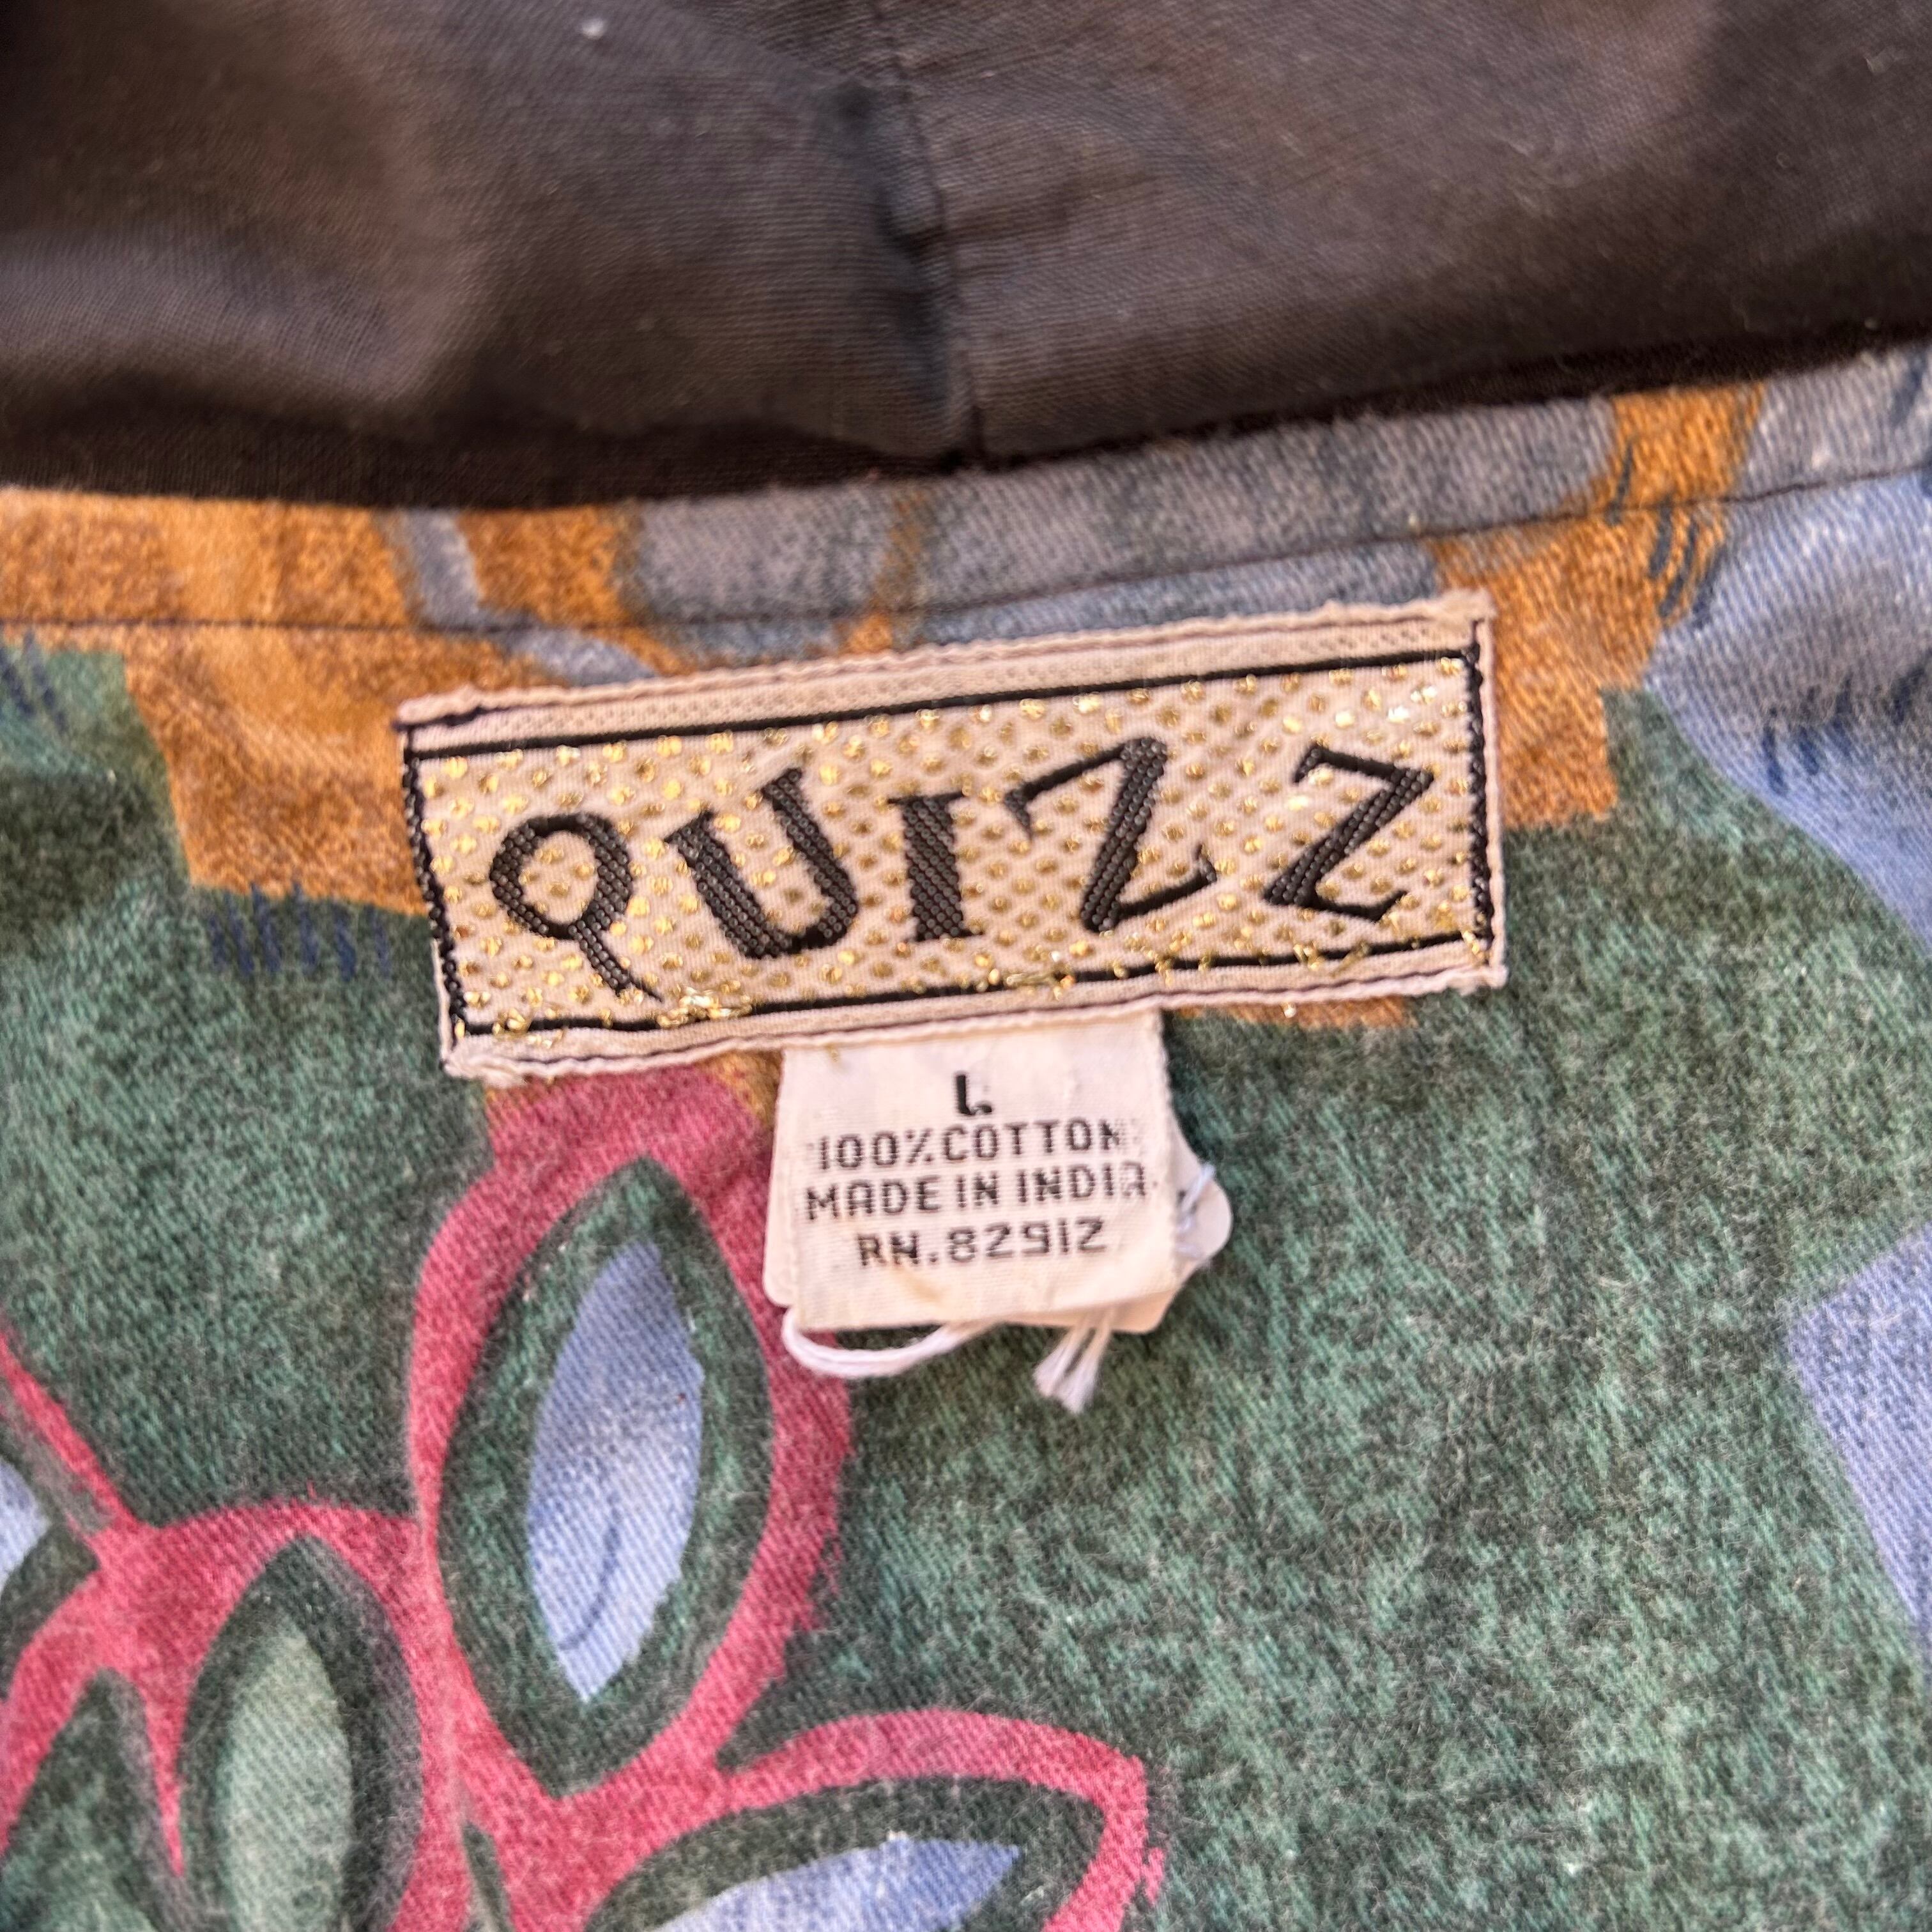 QUIZZ
L
100% COTTON
MADE IN INDIA
RN. 82912